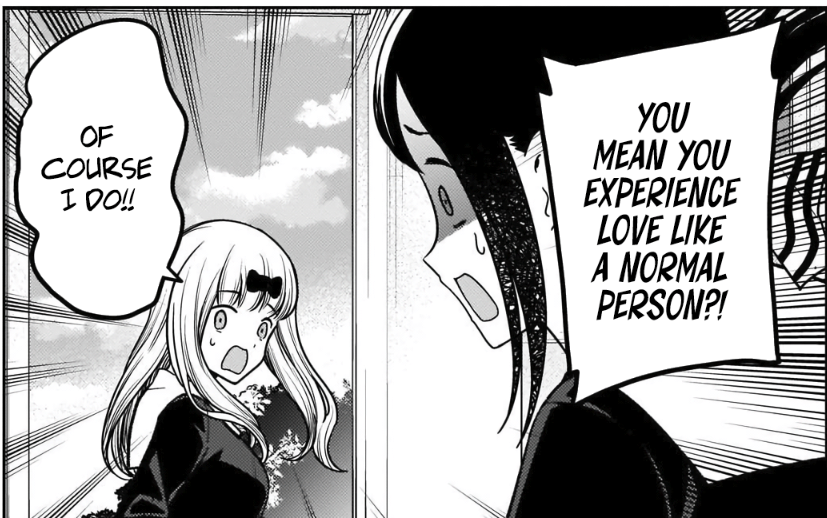 YOU
MEAN YOU
EXPERIENCE
LOVE LIKE
A NORMAL
PERSON?!
OF
COURSE
I DO!!